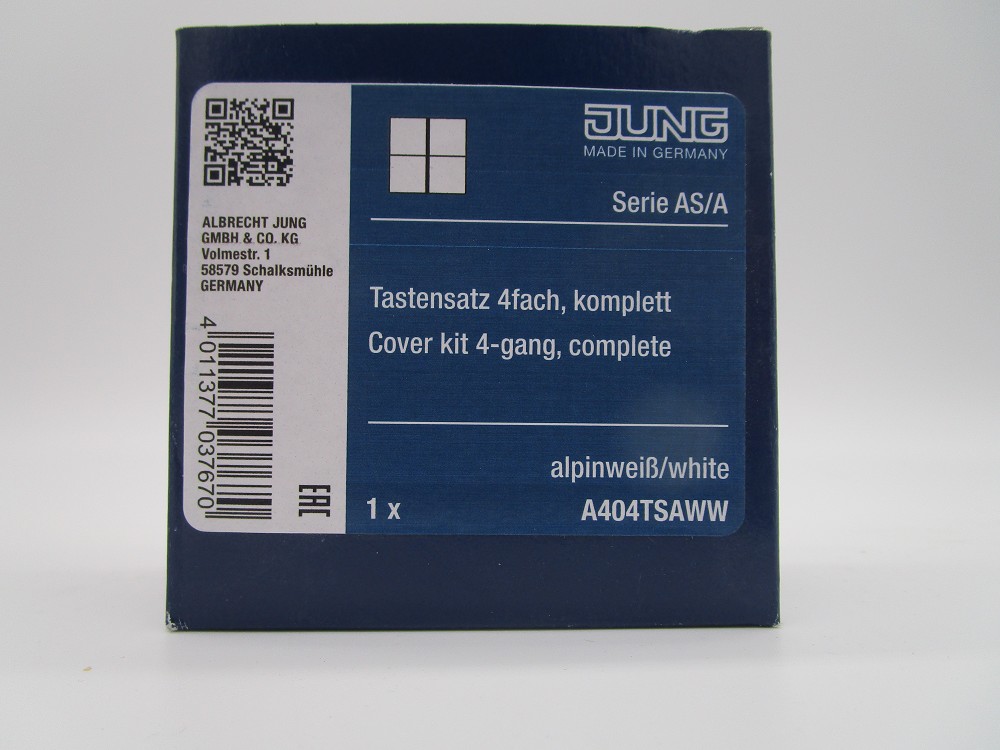 ALBRECHT JUNG
GMBH & CO. KG
Volmestr. 1
58579 Schalksmühle
GERMANY
4 011377 037670
EAC
JUNG
MADE IN GERMANY
Serie AS/A
Tastensatz 4fach, komplett
Cover kit 4-gang, complete
alpinweiß/white
1 x A404TSAWW